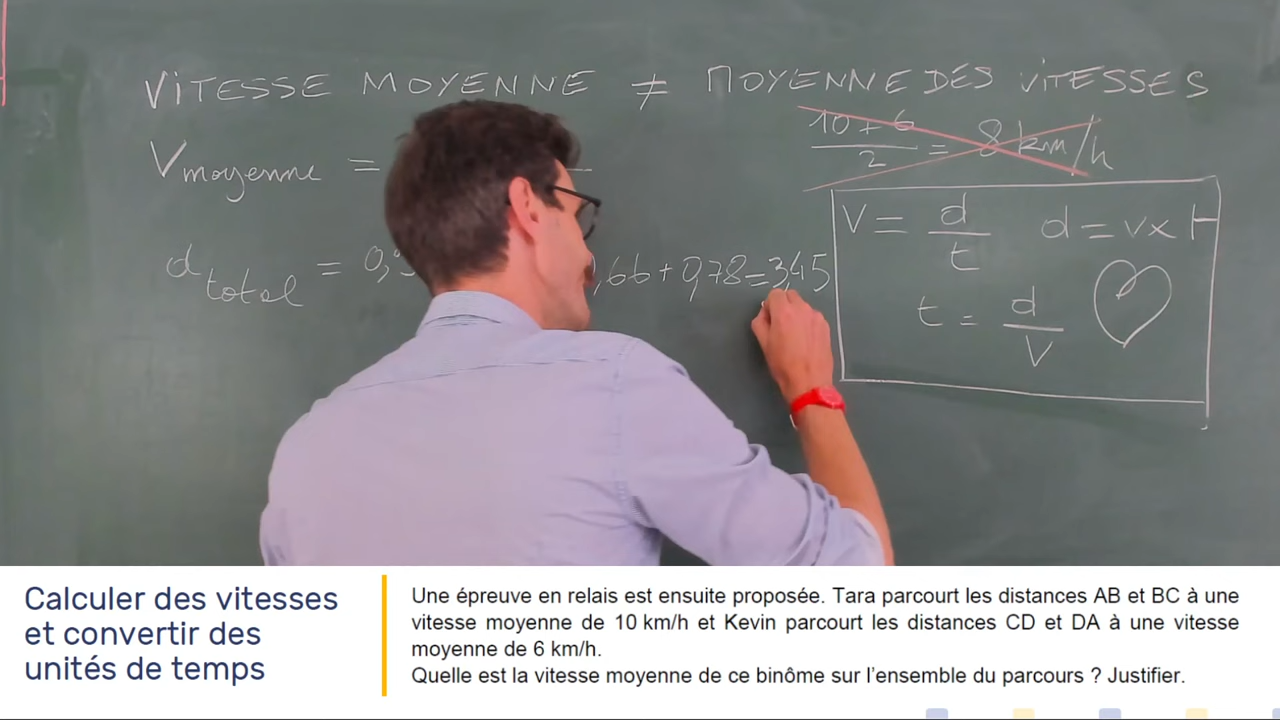 VITESSE MOYENNE ≠ MOYENNE DES VITESSES
10 + 6 / 2 = 8 km/h
Vmoyenne =
V = d / t
d = v x t
d total = 0,
,66 + 0,78 = 3,45
t = d / V
Calculer des vitesses
et convertir des
unités de temps
Une épreuve en relais est ensuite proposée. Tara parcourt les distances AB et BC à une
vitesse moyenne de 10 km/h et Kevin parcourt les distances CD et DA à une vitesse
moyenne de 6 km/h.
Quelle est la vitesse moyenne de ce binôme sur l’ensemble du parcours ? Justifier.